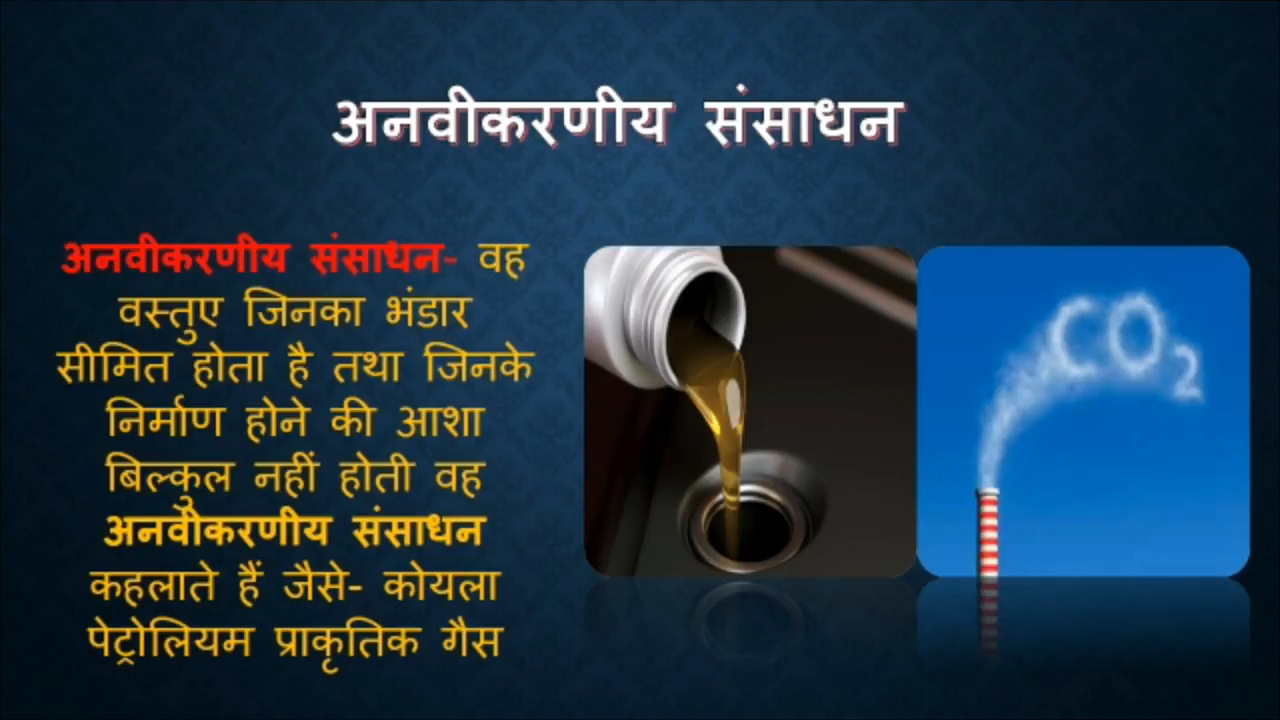 अनवीकरणीय संसाधन
अनवीकरणीय संसाधन- वह
वस्तुए जिनका भंडार
सीमित होता है तथा जिनके
निर्माण होने की आशा
बिल्कुल नहीं होती वह
अनवीकरणीय संसाधन
कहलाते हैं जैसे- कोयला
पेट्रोलियम प्राकृतिक गैस
CO2